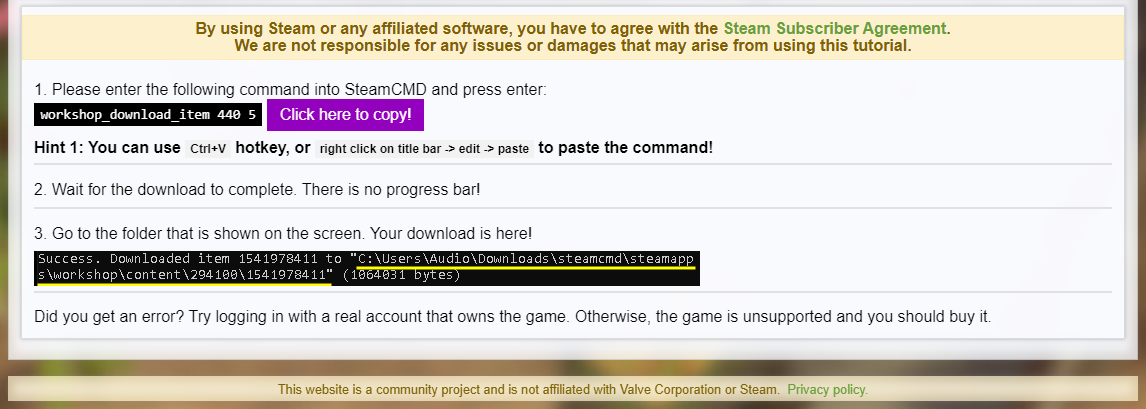 By using Steam or any affiliated software, you have to agree with the Steam Subscriber Agreement.
We are not responsible for any issues or damages that may arise from using this tutorial.
1. Please enter the following command into SteamCMD and press enter:
workshop_download_item 440 5 Click here to copy!
Hint 1: You can use Ctrl+V hotkey, or right click on title bar -> edit -> paste to paste the command!
2. Wait for the download to complete. There is no progress bar!
3. Go to the folder that is shown on the screen. Your download is here!
Success. Downloaded item 1541978411 to "C:\Users\Audio\Downloads\steamcmd\steamapp
s\workshop\content\294100\1541978411" (1064031 bytes)
Did you get an error? Try logging in with a real account that owns the game. Otherwise, the game is unsupported and you should buy it.
This website is a community project and is not affiliated with Valve Corporation or Steam. Privacy policy.